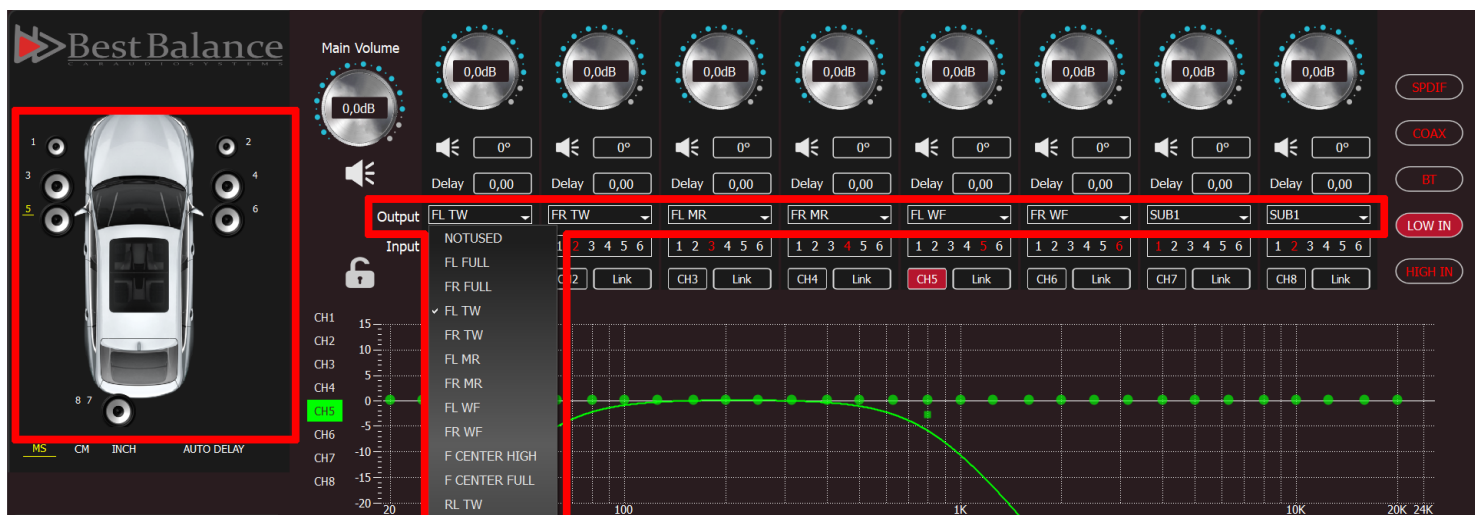 Best Balance
CAR AUDIO SYSTEMS
Main Volume
0,0dB
0,0dB 0,0dB 0,0dB 0,0dB 0,0dB 0,0dB 0,0dB 0,0dB
0° 0° 0° 0° 0° 0° 0° 0°
Delay 0,00 Delay 0,00 Delay 0,00 Delay 0,00 Delay 0,00 Delay 0,00 Delay 0,00 Delay 0,00
Output FL TW FR TW FL MR FR MR FL WF FR WF SUB1 SUB1
Input 1 2 3 4 5 6 1 2 3 4 5 6 1 2 3 4 5 6 1 2 3 4 5 6 1 2 3 4 5 6 1 2 3 4 5 6 1 2 3 4 5 6
CH2 Link CH3 Link CH4 Link CH5 Link CH6 Link CH7 Link CH8 Link
SPDIF
COAX
BT
LOW IN
HIGH IN
1 2
3 4
5 6
8 7
MS CM INCH AUTO DELAY
NOTUSED
FL FULL
FR FULL
FL TW
FR TW
FL MR
FR MR
FL WF
FR WF
F CENTER HIGH
F CENTER FULL
RL TW
CH1
CH2
CH3
CH4
CH5
CH6
CH7
CH8
15
10
5
0
-5
-10
-15
-20
20 100 1K 10K 20K 24K